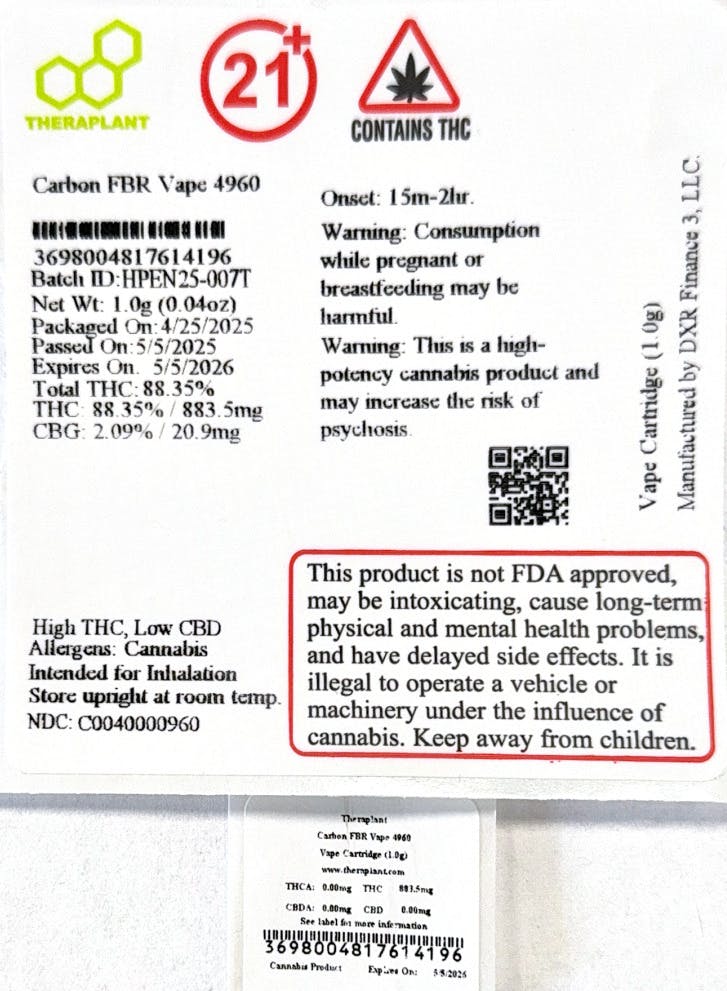 THERAPLANT
21+
CONTAINS THC
Carbon FBR Vape 4960
3698004817614196
Batch ID:HPEN25-007T
Net Wt: 1.0g (0.04oz)
Packaged On:4/25/2025
Passed On:5/5/2025
Expires On. 5/5/2026
Total THC: 88.35%
THC: 88.35% / 883.5mg
CBG: 2.09% / 20.9mg
Onset: 15m-2hr.
Warning: Consumption
while pregnant or
breastfeeding may be
harmful.
Warning: This is a high-
potency cannabis product and
may increase the risk of
psychosis.
Vape Cartridge (1.0g)
Manufactured by DXR Finance 3, LLC.
High THC, Low CBD
Allergens: Cannabis
Intended for Inhalation
Store upright at room temp.
NDC: C0040000960
This product is not FDA approved,
may be intoxicating, cause long-term
physical and mental health problems,
and have delayed side effects. It is
illegal to operate a vehicle or
machinery under the influence of
cannabis. Keep away from children.
Theraplant
Carbon FBR Vape 4960
Vape Cartridge (1.0g)
www.theraplant.com
THCA: 0.00mg THC 883.5mg
CBDA: 0.00mg CBD 0.00mg
See label for more information
3698004817614196
Cannabis Product Expires On: 5/5/2026